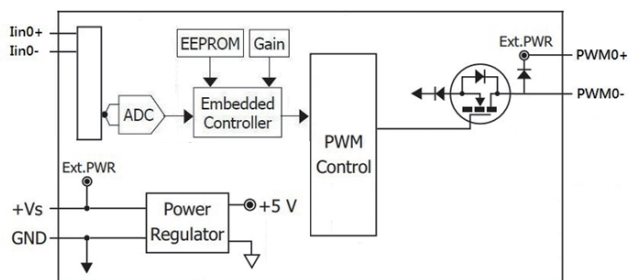 Iin0+
Iin0-
EEPROM
Gain
ADC
Embedded
Controller
PWM
Control
Ext.PWR
PWM0+
PWM0-
Ext.PWR
+Vs
GND
Power
Regulator
+5 V